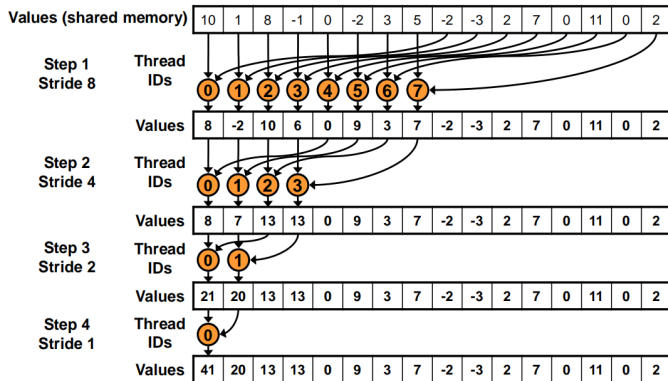 Values (shared memory) 10 1 8 -1 0 -2 3 5 -2 -3 2 7 0 11 0 2
Step 1 Stride 8 Thread IDs 0 1 2 3 4 5 6 7
Values 8 -2 10 6 0 9 3 7 -2 -3 2 7 0 11 0 2
Step 2 Stride 4 Thread IDs 0 1 2 3
Values 8 7 13 13 0 9 3 7 -2 -3 2 7 0 11 0 2
Step 3 Stride 2 Thread IDs 0 1
Values 21 20 13 13 0 9 3 7 -2 -3 2 7 0 11 0 2
Step 4 Stride 1 Thread IDs 0
Values 41 20 13 13 0 9 3 7 -2 -3 2 7 0 11 0 2